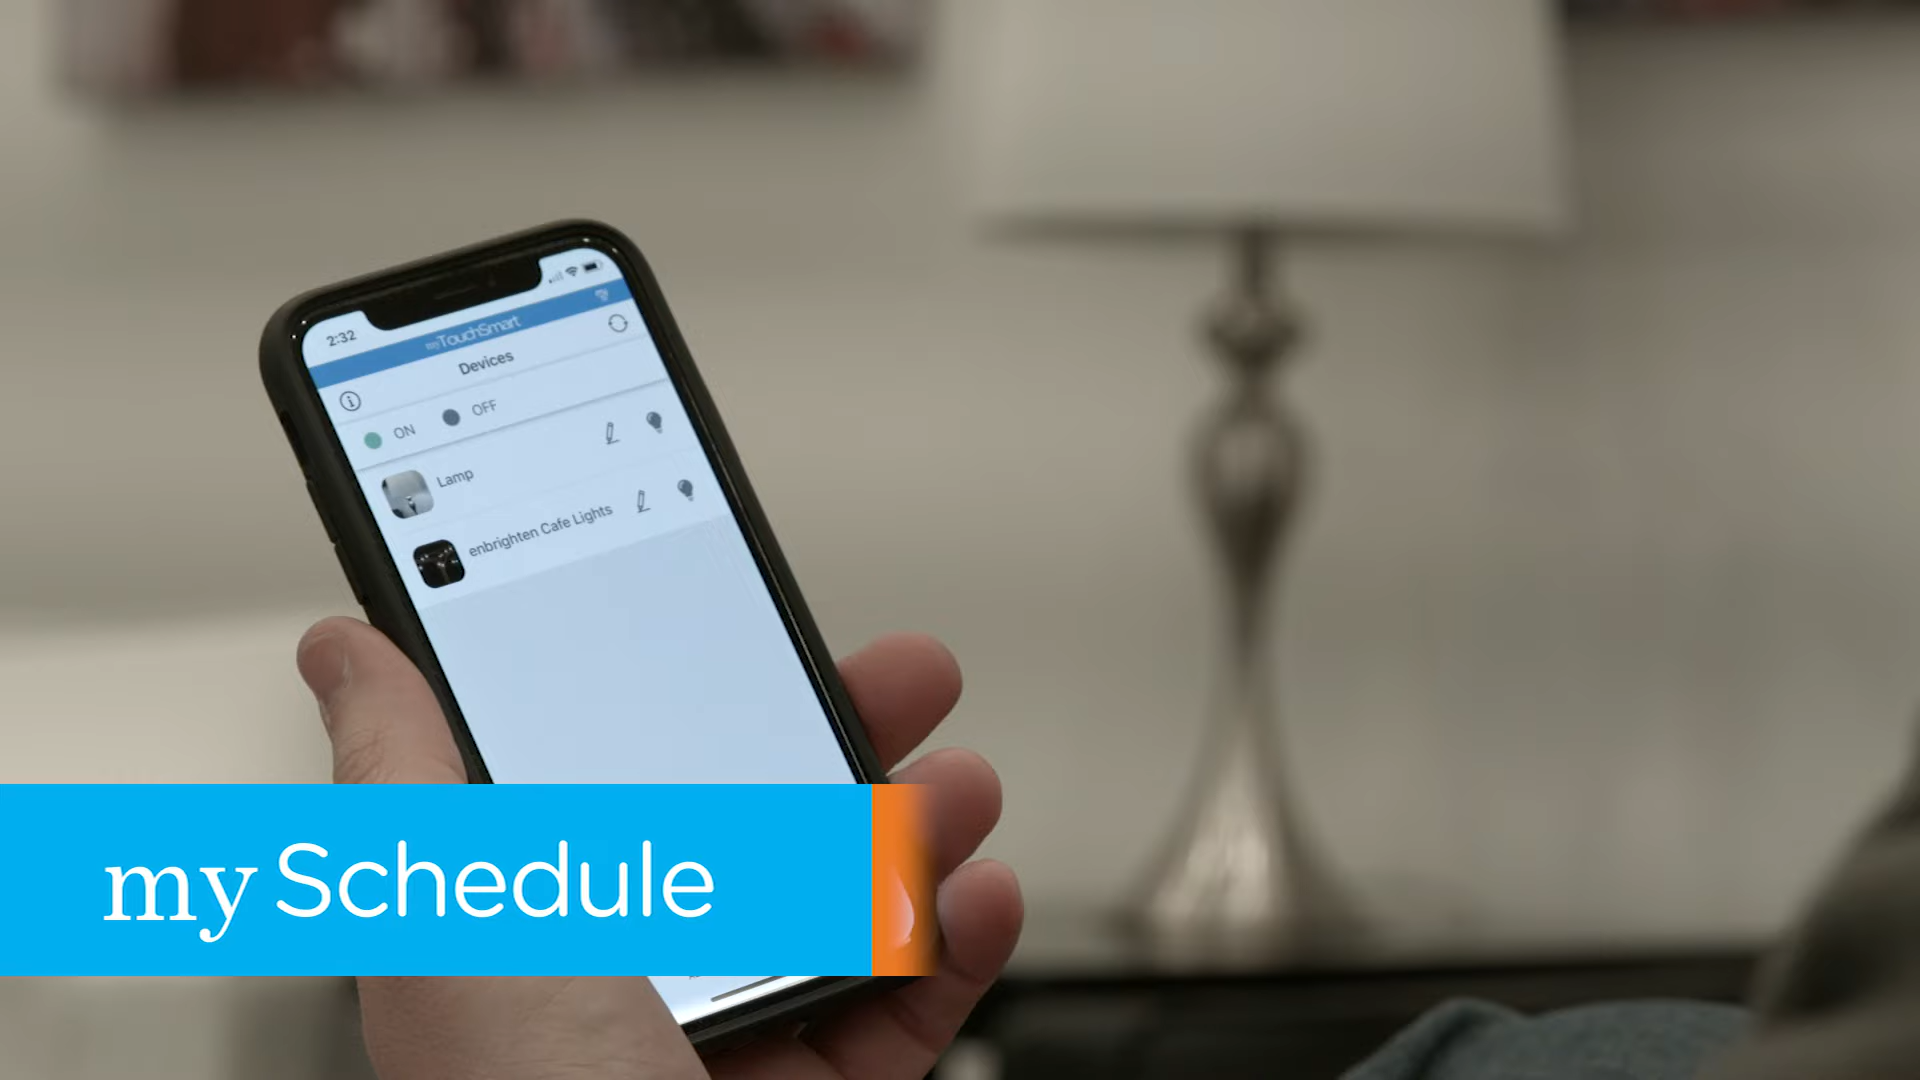 2:32
myTouchSmart
Devices
ON OFF
Lamp
enbrighten Cafe Lights
my Schedule